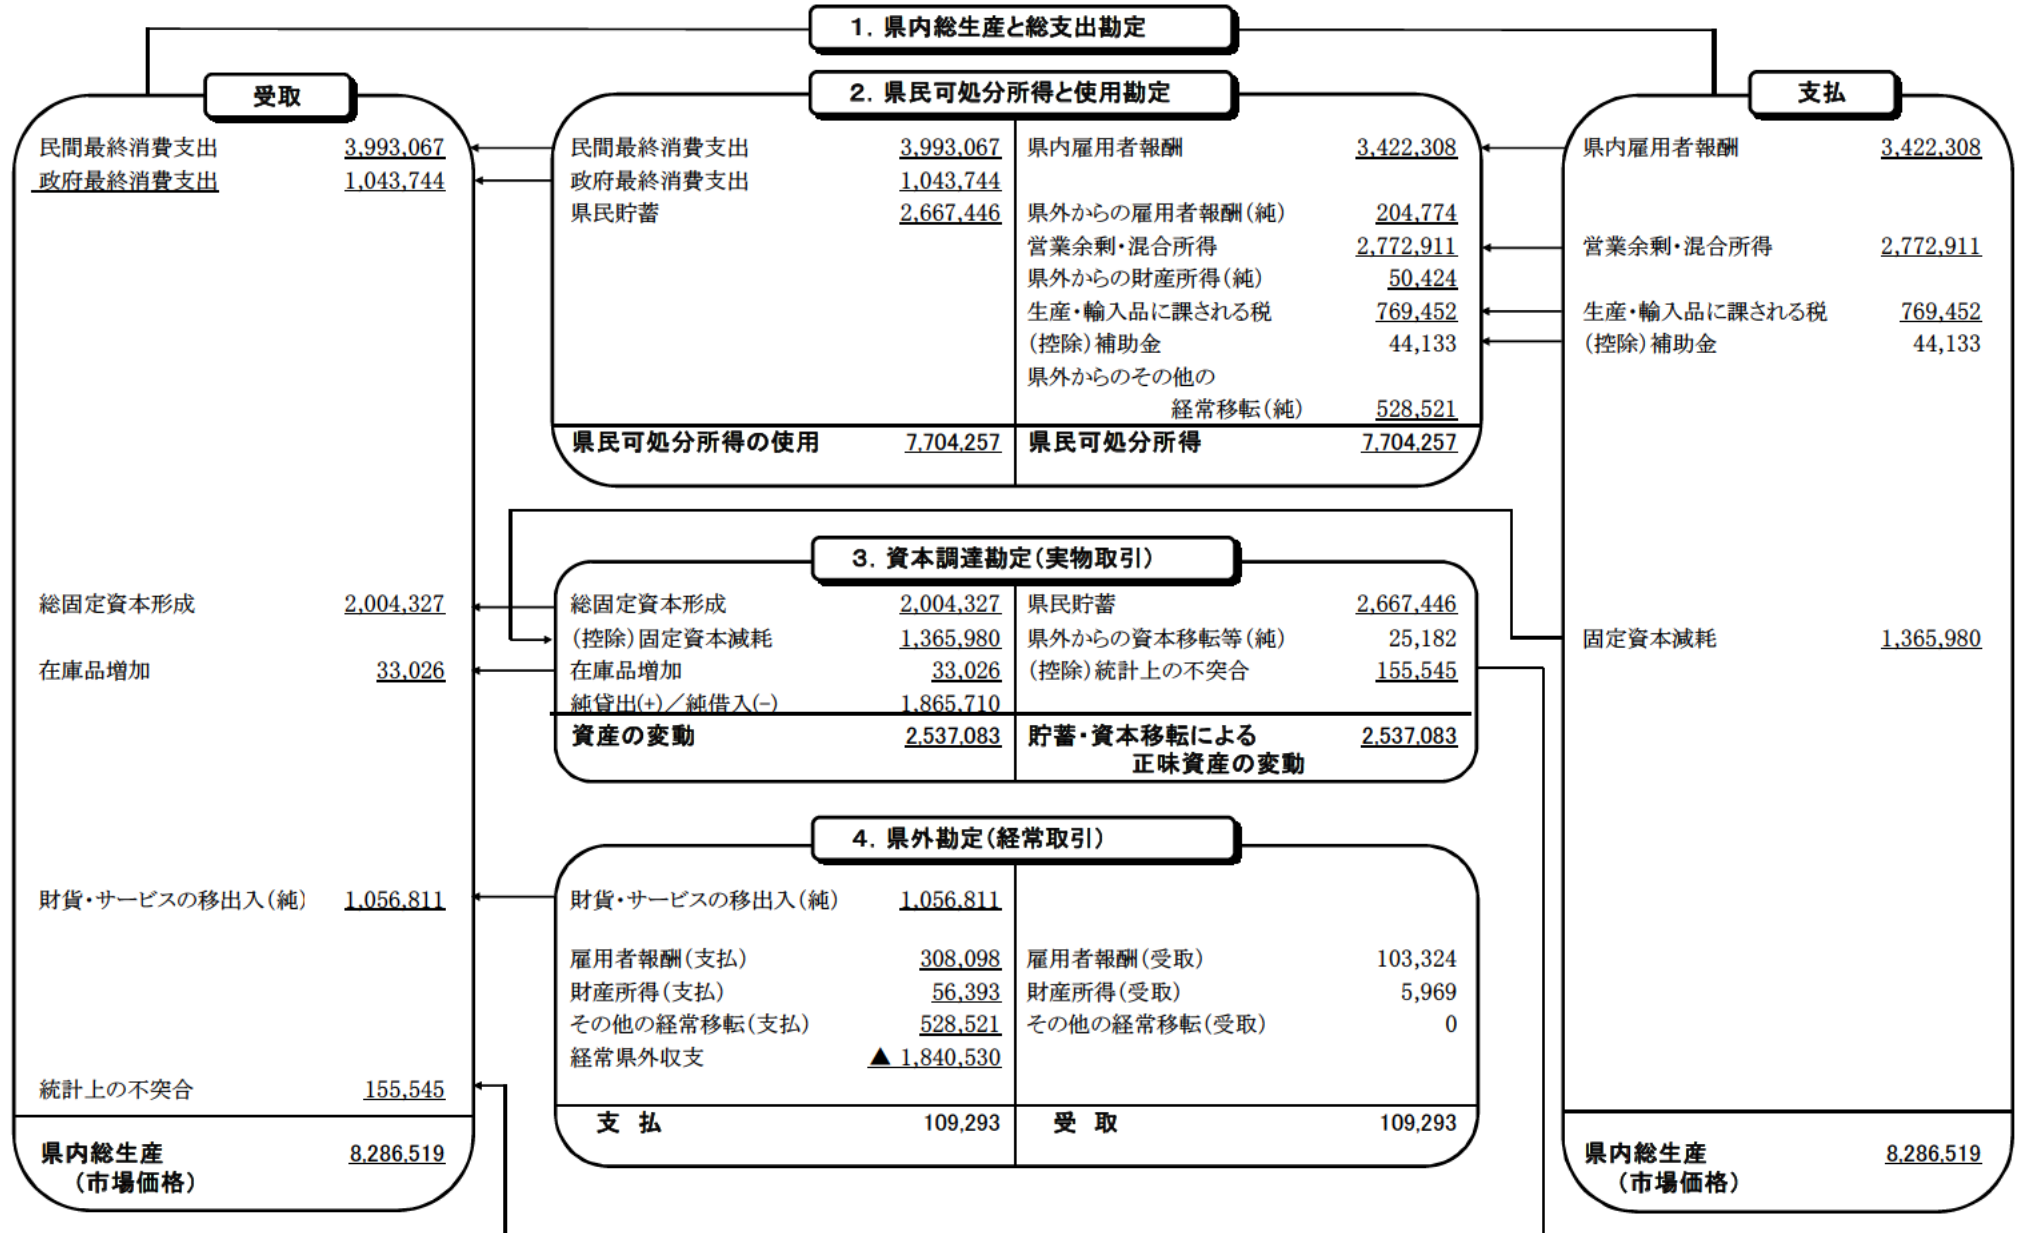 1．県内総生産と総支出勘定
受取
民間最終消費支出 3,993,067
政府最終消費支出 1,043,744
総固定資本形成 2,004,327
在庫品増加 33,026
財貨・サービスの移出入（純） 1,056,811
統計上の不突合 155,545
県内総生産 8,286,519
（市場価格）
2．県民可処分所得と使用勘定
民間最終消費支出 3,993,067
政府最終消費支出 1,043,744
県民貯蓄 2,667,446
県民可処分所得の使用 7,704,257
県内雇用者報酬 3,422,308
県外からの雇用者報酬（純） 204,774
営業余剰・混合所得 2,772,911
県外からの財産所得（純） 50,424
生産・輸入品に課される税 769,452
（控除）補助金 44,133
県外からのその他の
経常移転（純） 528,521
県民可処分所得 7,704,257
3．資本調達勘定（実物取引）
総固定資本形成 2,004,327
（控除）固定資本減耗 1,365,980
在庫品増加 33,026
純貸出(+)／純借入(-) 1,865,710
資産の変動 2,537,083
県民貯蓄 2,667,446
県外からの資本移転等（純） 25,182
（控除）統計上の不突合 155,545
貯蓄・資本移転による 2,537,083
正味資産の変動
4．県外勘定（経常取引）
財貨・サービスの移出入（純） 1,056,811
雇用者報酬（支払） 308,098
財産所得（支払） 56,393
その他の経常移転（支払） 528,521
経常県外収支 ▲ 1,840,530
支 払 109,293
雇用者報酬（受取） 103,324
財産所得（受取） 5,969
その他の経常移転（受取） 0
受 取 109,293
支払
県内雇用者報酬 3,422,308
営業余剰・混合所得 2,772,911
生産・輸入品に課される税 769,452
（控除）補助金 44,133
固定資本減耗 1,365,980
県内総生産 8,286,519
（市場価格）